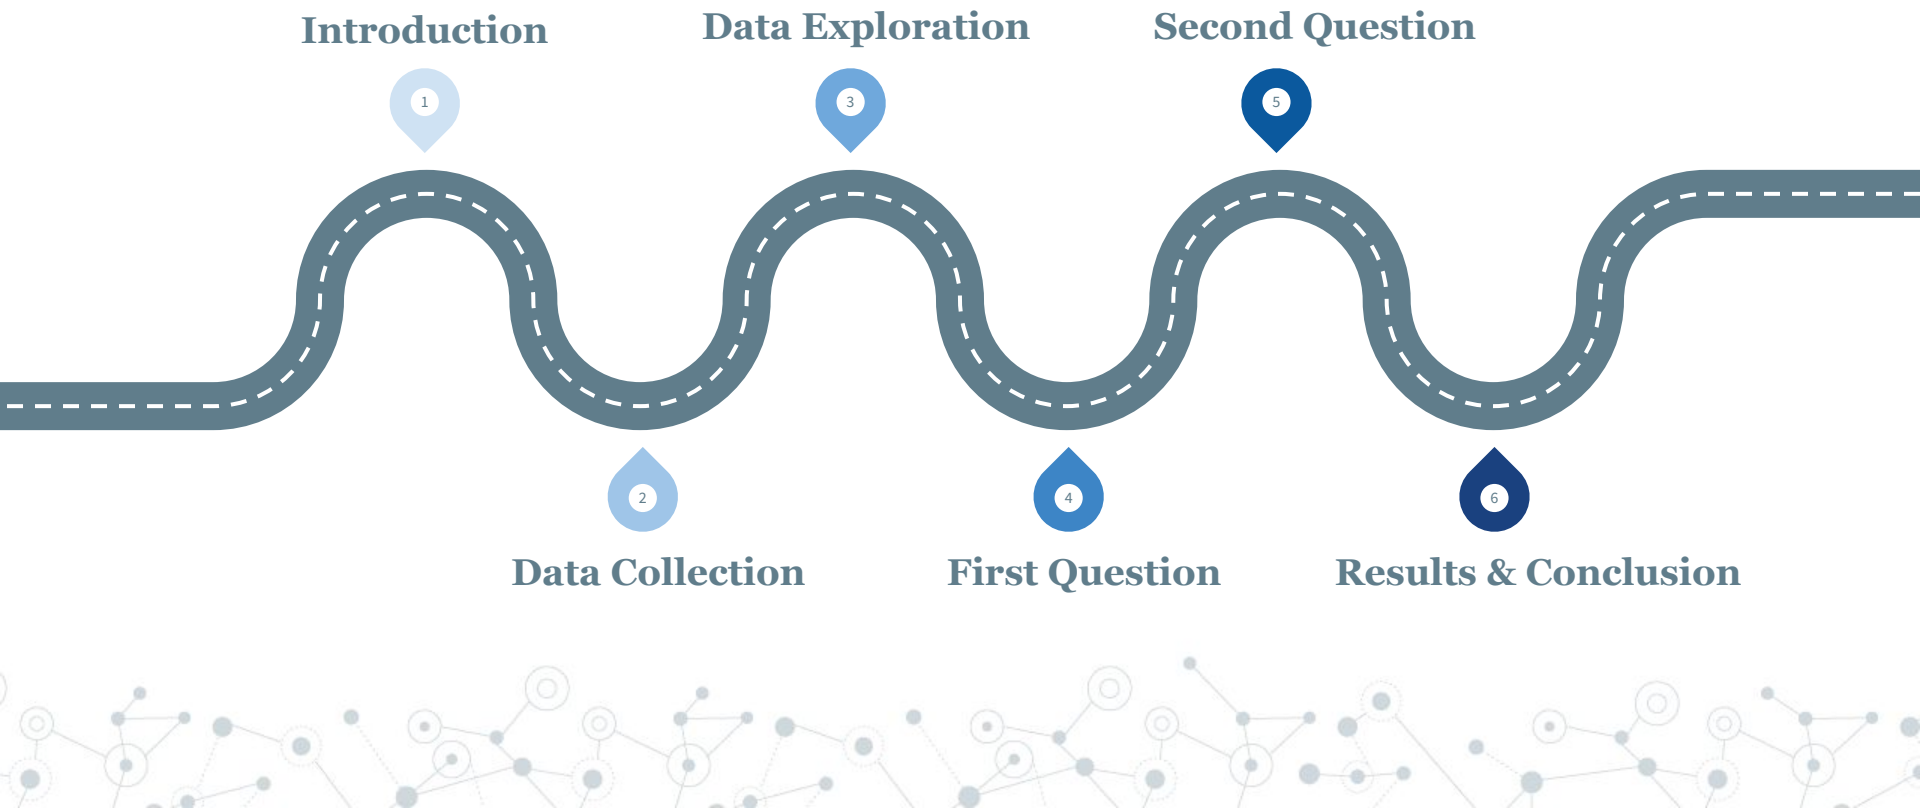 Introduction
Data Exploration
Second Question
1
3
5
2
4
6
Data Collection
First Question
Results & Conclusion